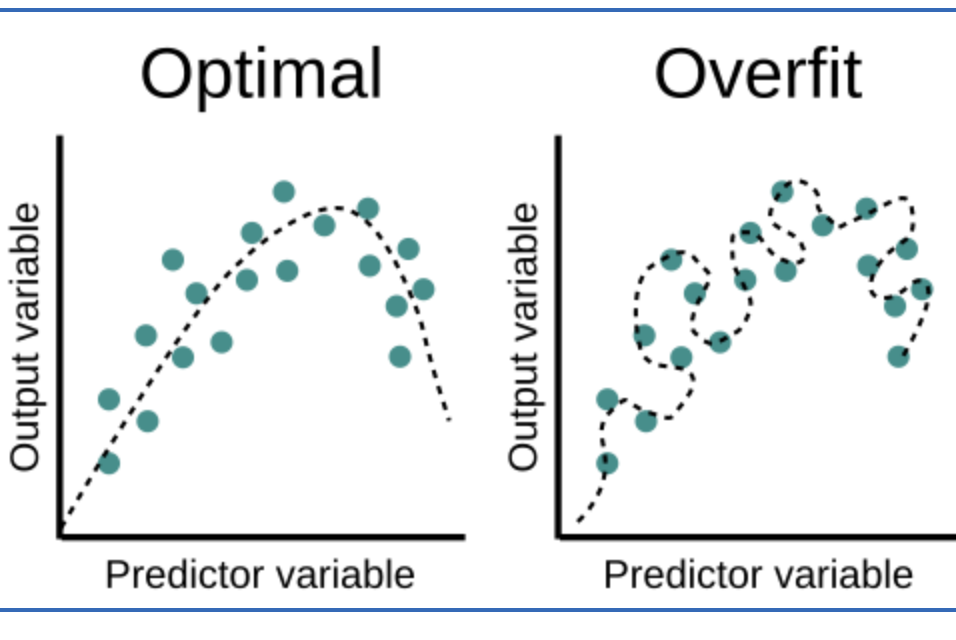 Optimal
Output variable
Predictor variable
Overfit
Output variable
Predictor variable